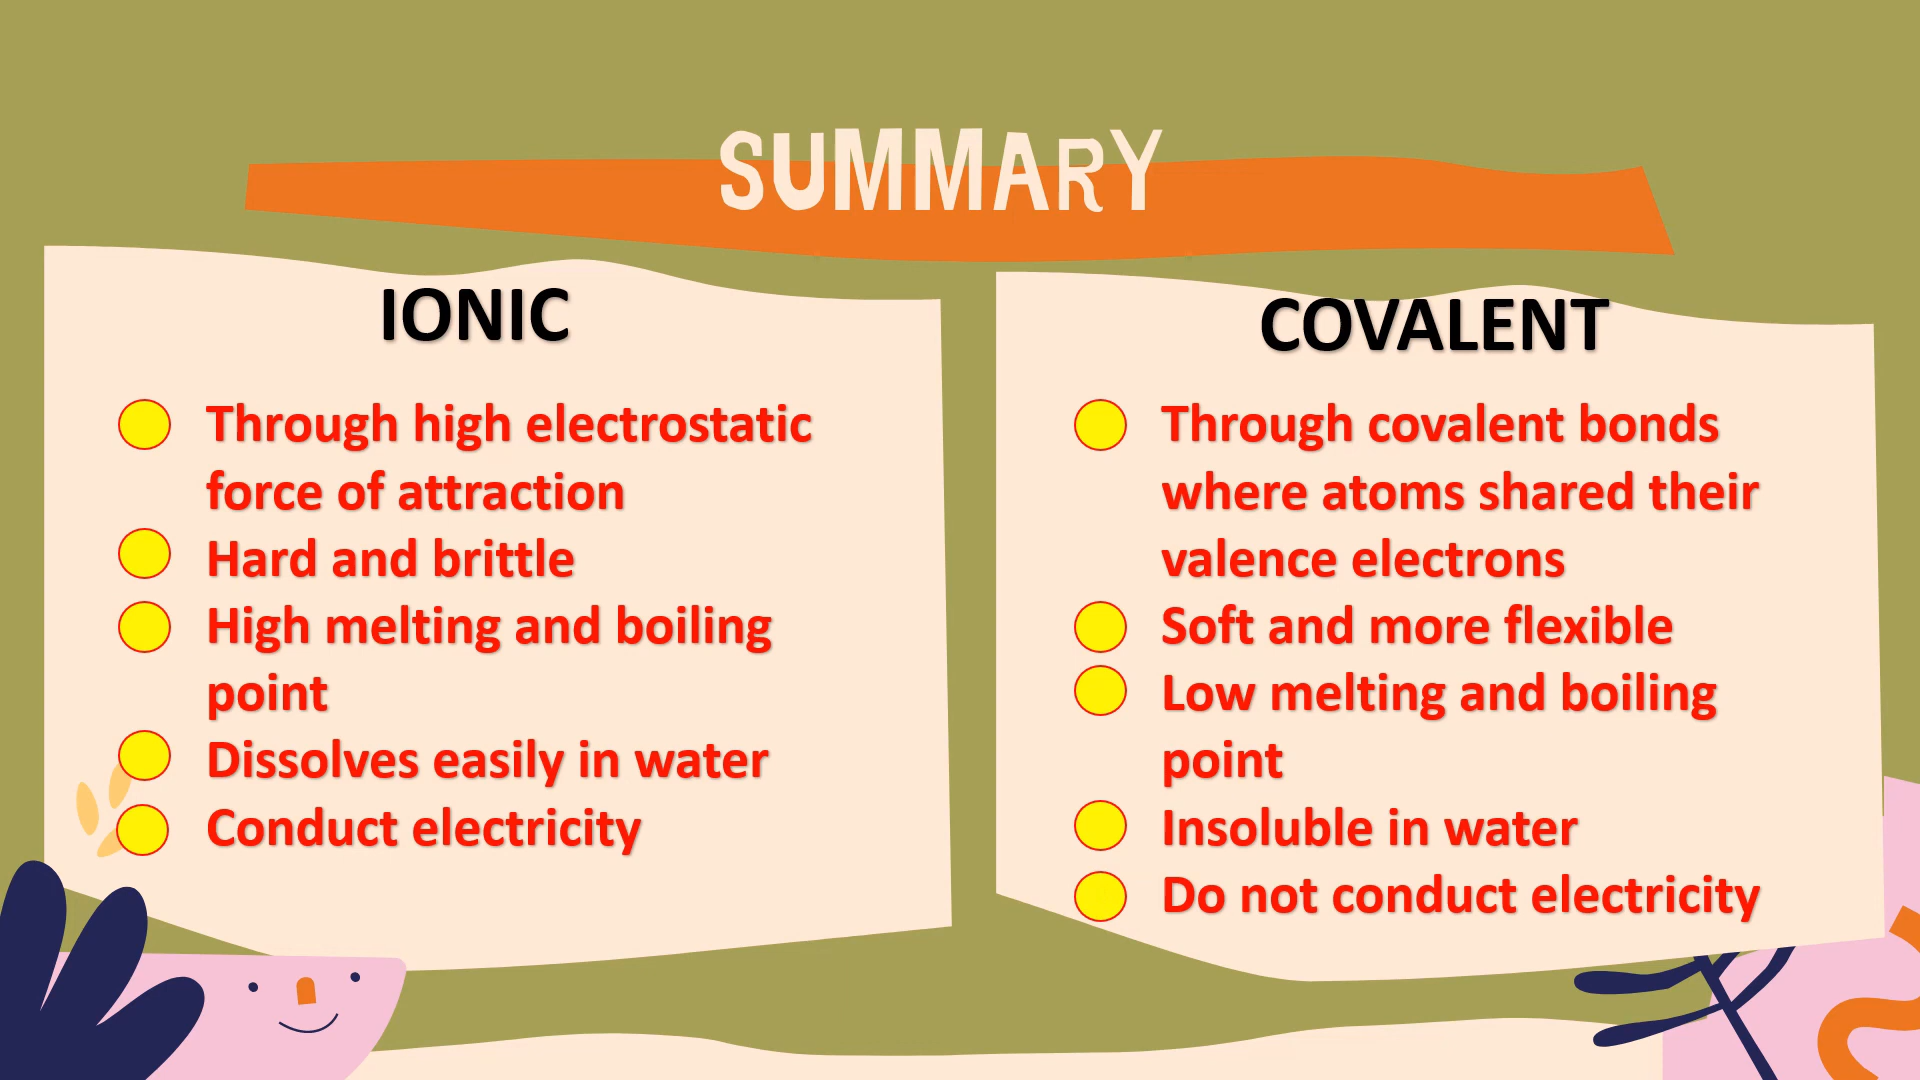 SUMMARY
IONIC
Through high electrostatic
force of attraction
Hard and brittle
High melting and boiling
point
Dissolves easily in water
Conduct electricity
COVALENT
Through covalent bonds
where atoms shared their
valence electrons
Soft and more flexible
Low melting and boiling
point
Insoluble in water
Do not conduct electricity